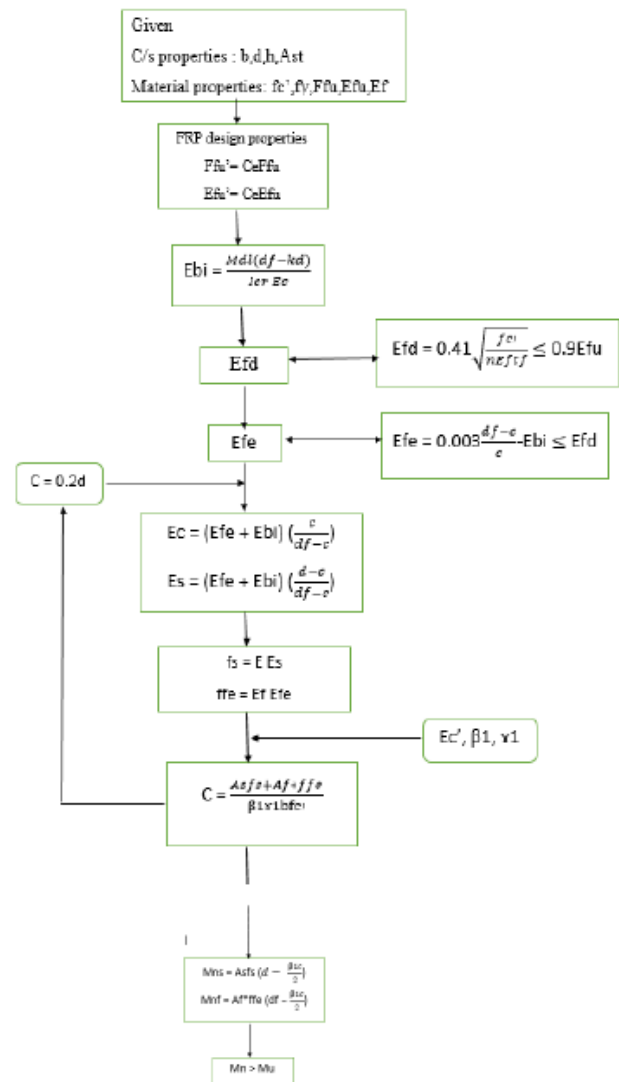 Given
C/s properties : b,d,h,Ast
Material properties: fc',fy,Ffu,Efu,Ef
FRP design properties
Ffu'= CeFfu
Efu'= CeEfu
Ebi = Mdl(df−kd) / Icr Ec
Efd
Efd = 0.41 √(fc' / nEftf) ≤ 0.9Efu
Efe
Efe = 0.003 (df−c / c) -Ebi ≤ Efd
C = 0.2d
Ec = (Efe + Ebi) (c / df−c)
Es = (Efe + Ebi) (d−c / df−c)
fs = E Es
ffe = Ef Efe
Ec', β1, ɤ1
C = Asfs+Af*ffe / β1ɤ1bfc'
Mns = Asfs (d − β1c / 2)
Mnf = Af*ffe (df - β1c / 2)
Mn > Mu